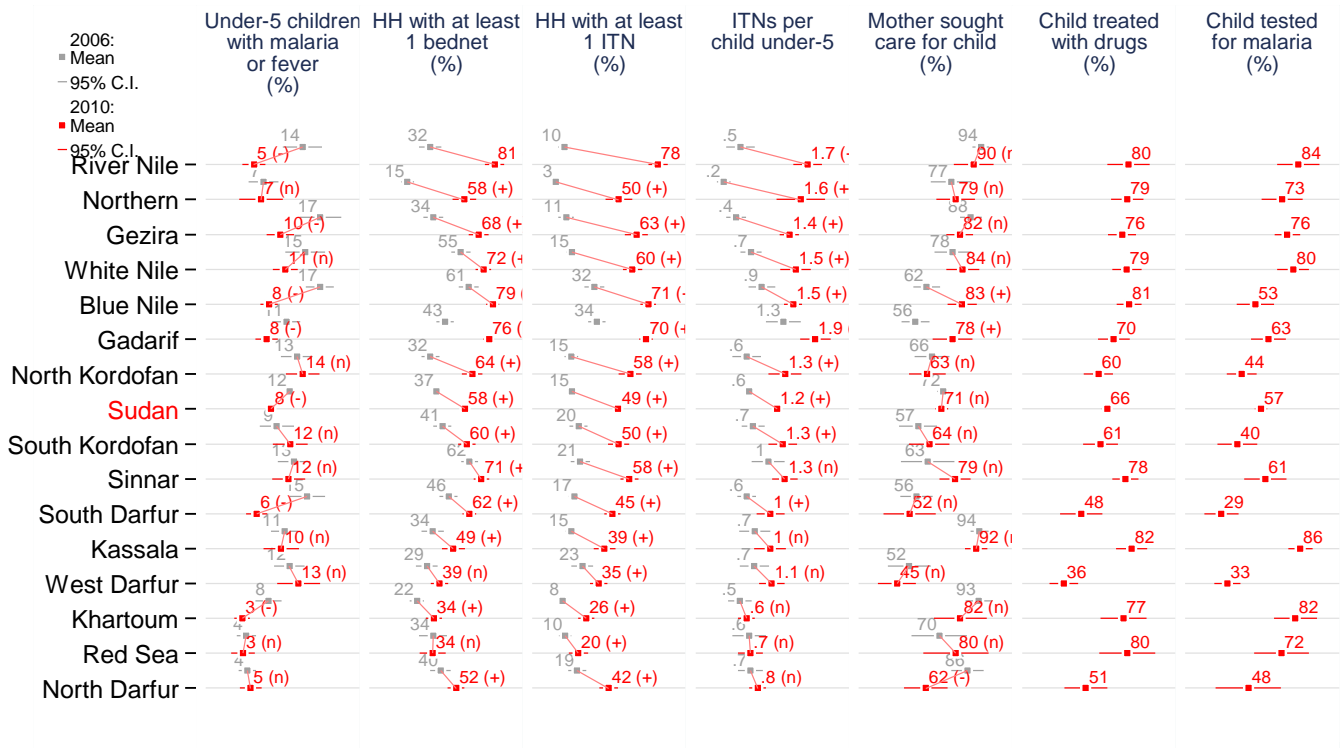 Under-5 children
with malaria
or fever
(%)
HH with at least
1 bednet
(%)
HH with at least
1 ITN
(%)
ITNs per
child under-5
Mother sought
care for child
(%)
Child treated
with drugs
(%)
Child tested
for malaria
(%)
2006:
Mean
95% C.I.
2010:
Mean
95% C.I.
14 32 10 .5 94
River Nile 5 (-) 81 78 1.7 (- 90 (n 80 84
7 15 3 .2 77
Northern 7 (n) 58 (+) 50 (+) 1.6 (+ 79 (n) 79 73
17 34 11 .4 88
Gezira 10 (-) 68 (+ 63 (+) 1.4 (+) 82 (n) 76 76
15 55 15 .7 78
White Nile 11 (n) 72 (+ 60 (+) 1.5 (+) 84 (n) 79 80
17 61 32 .9 62
Blue Nile 8 (-) 79 ( 71 (- 1.5 (+) 83 (+) 81 53
11 43 34 1.3 56
Gadarif 8 (-) 76 ( 70 (+ 1.9 ( 78 (+) 70 63
13 32 15 .6 66
North Kordofan 14 (n) 64 (+) 58 (+) 1.3 (+) 63 (n) 60 44
12 37 15 .6 72
Sudan 8 (-) 58 (+) 49 (+) 1.2 (+) 71 (n) 66 57
9 41 20 .7 57
South Kordofan 12 (n) 60 (+) 50 (+) 1.3 (+) 64 (n) 61 40
13 62 21 1 63
Sinnar 12 (n) 71 (+ 58 (+) 1.3 (n) 79 (n) 78 61
15 46 17 .6 56
South Darfur 6 (-) 62 (+) 45 (+) 1 (+) 52 (n) 48 29
11 34 15 .7 94
Kassala 10 (n) 49 (+) 39 (+) 1 (n) 92 (n 82 86
12 29 23 .7 52
West Darfur 13 (n) 39 (n) 35 (+) 1.1 (n) 45 (n) 36 33
8 22 8 .5 93
Khartoum 3 (-) 34 (+) 26 (+) .6 (n) 82 (n) 77 82
4 34 10 .6 70
Red Sea 3 (n) 34 (n) 20 (+) .7 (n) 80 (n) 80 72
4 40 19 .7 86
North Darfur 5 (n) 52 (+) 42 (+) .8 (n) 62 (-) 51 48